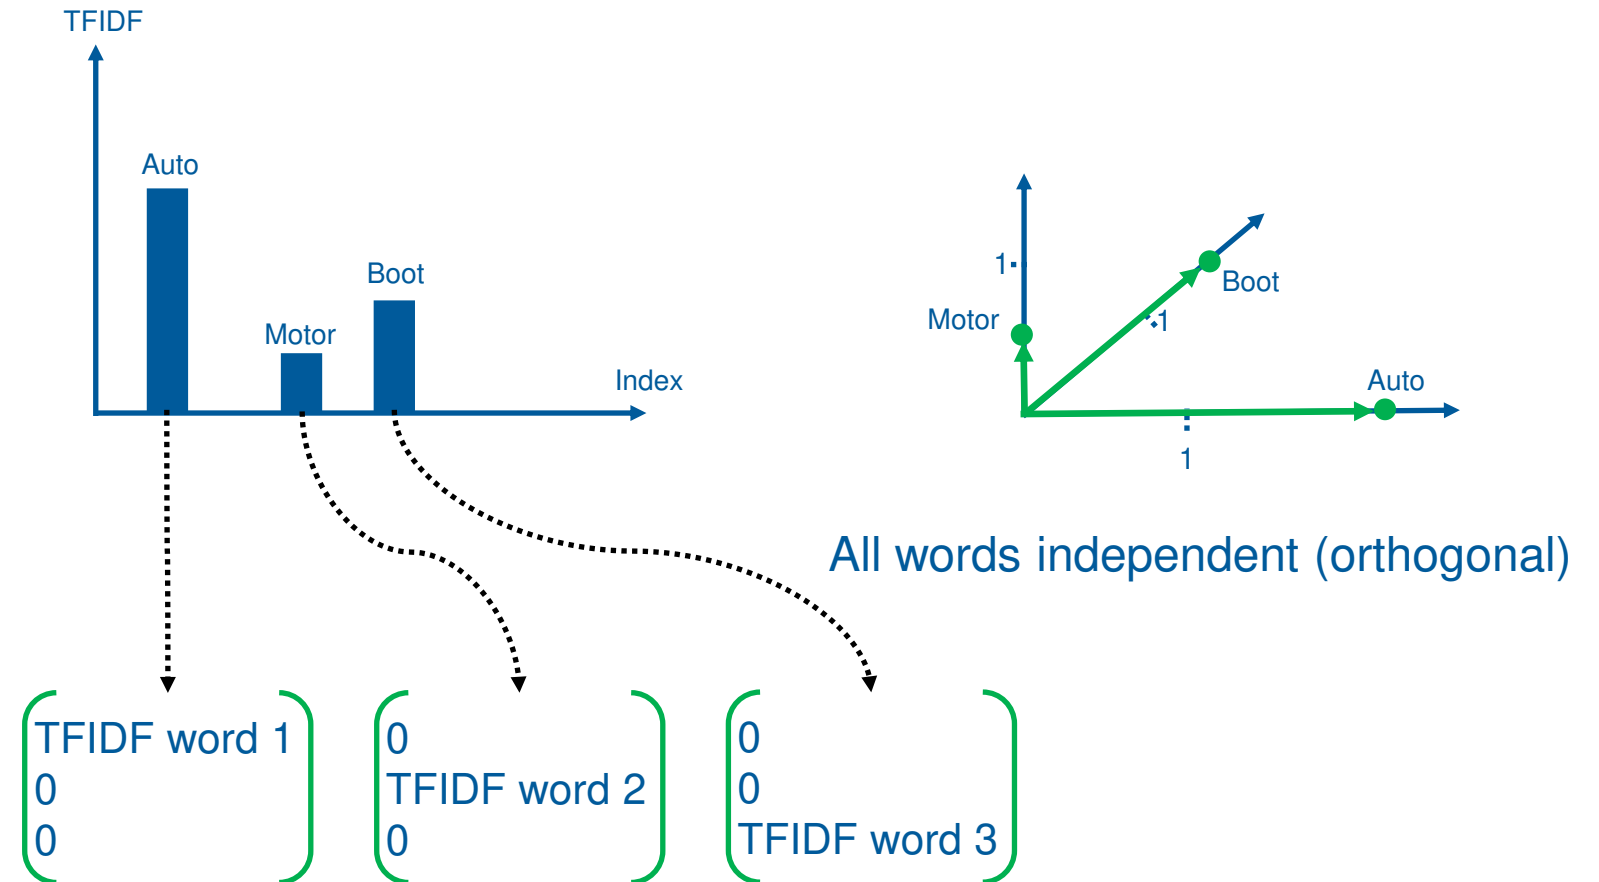 TFIDF
Auto
Boot
Motor
Index
1
Boot
Motor
1
Auto
1
All words independent (orthogonal)
TFIDF word 1
0
0
0
TFIDF word 2
0
0
0
TFIDF word 3